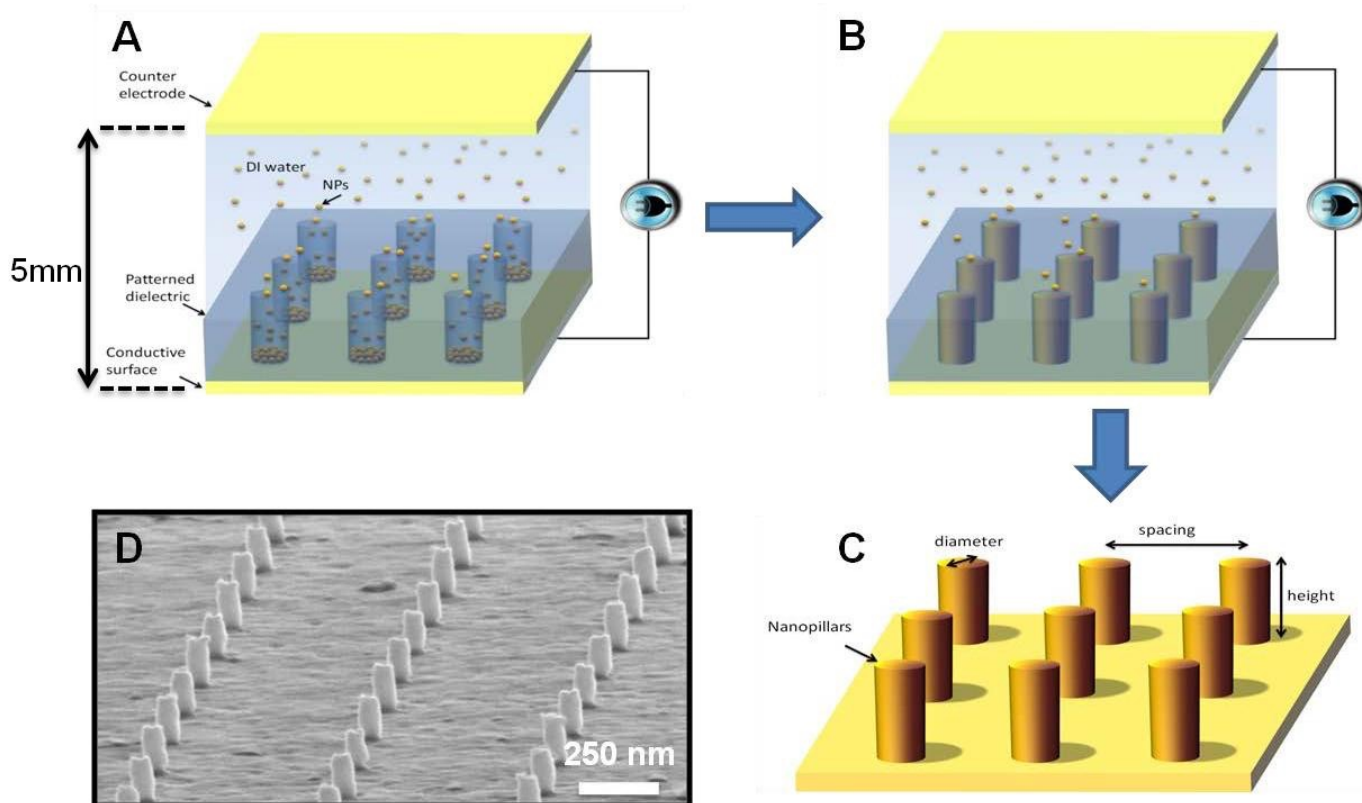 A
Counter
electrode
DI water
NPs
5mm
Patterned
dielectric
Conductive
surface
B
D
250 nm
C
diameter
spacing
height
Nanopillars